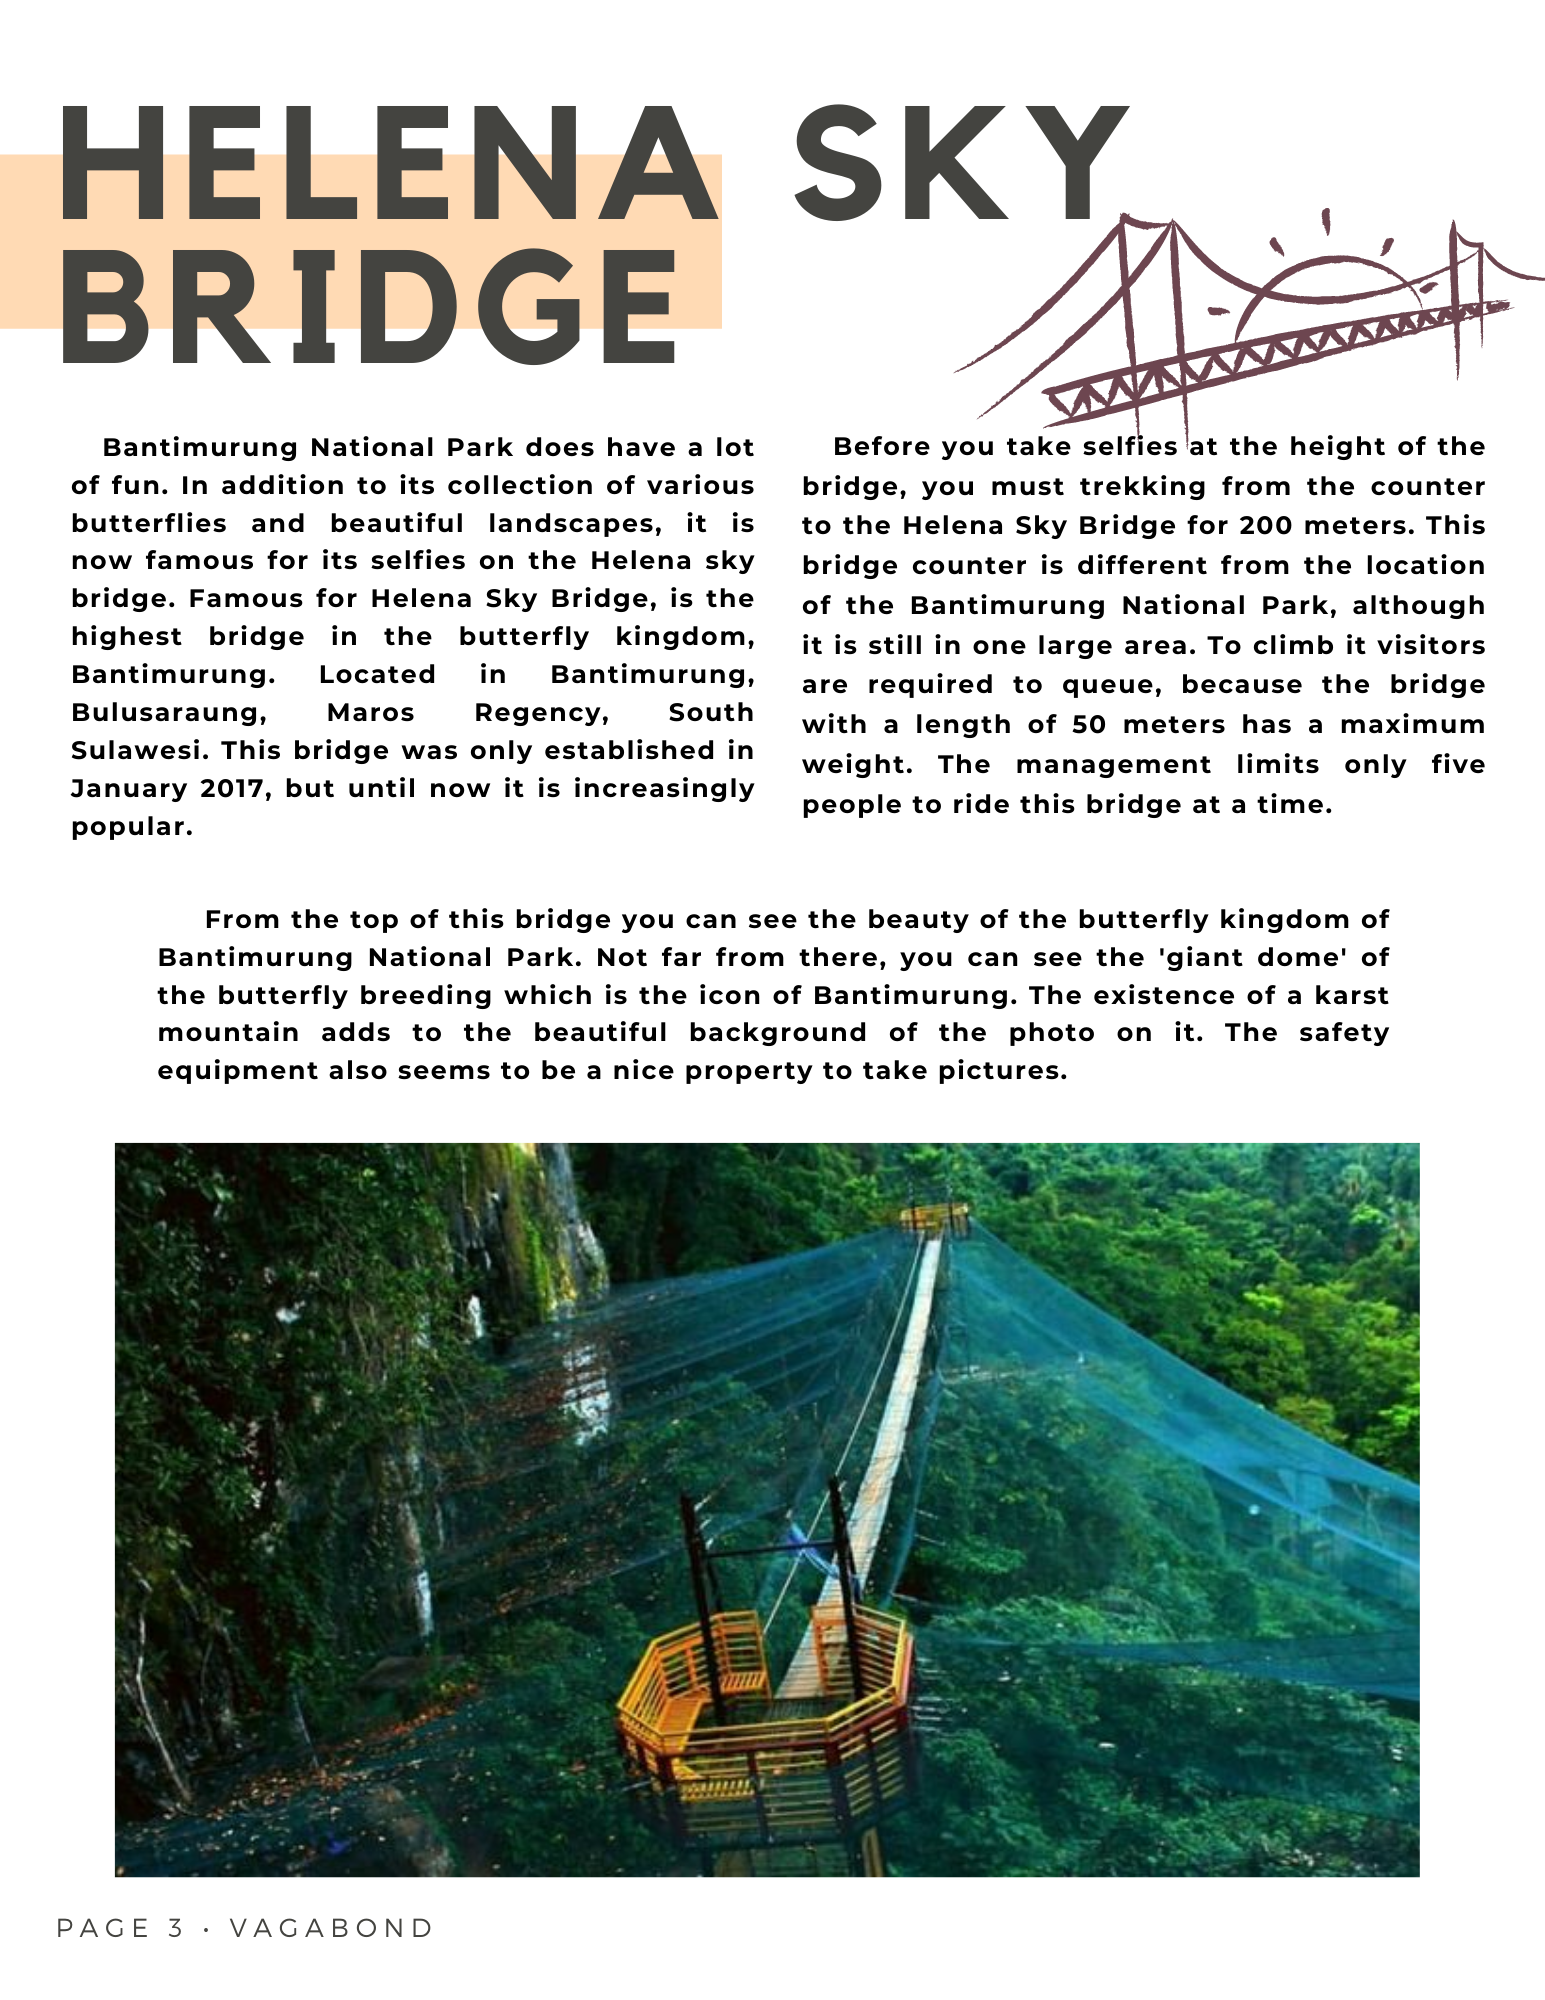 HELENA SKY
BRIDGE
Bantimurung National Park does have a lot
of fun. In addition to its collection of various
butterflies and beautiful landscapes, it is
now famous for its selfies on the Helena sky
bridge. Famous for Helena Sky Bridge, is the
highest bridge in the butterfly kingdom,
Bantimurung. Located in Bantimurung,
Bulusaraung, Maros Regency, South
Sulawesi. This bridge was only established in
January 2017, but until now it is increasingly
popular.
Before you take selfies at the height of the
bridge, you must trekking from the counter
to the Helena Sky Bridge for 200 meters. This
bridge counter is different from the location
of the Bantimurung National Park, although
it is still in one large area. To climb it visitors
are required to queue, because the bridge
with a length of 50 meters has a maximum
weight. The management limits only five
people to ride this bridge at a time.
From the top of this bridge you can see the beauty of the butterfly kingdom of
Bantimurung National Park. Not far from there, you can see the 'giant dome' of
the butterfly breeding which is the icon of Bantimurung. The existence of a karst
mountain adds to the beautiful background of the photo on it. The safety
equipment also seems to be a nice property to take pictures.
PAGE 3 • VAGABOND